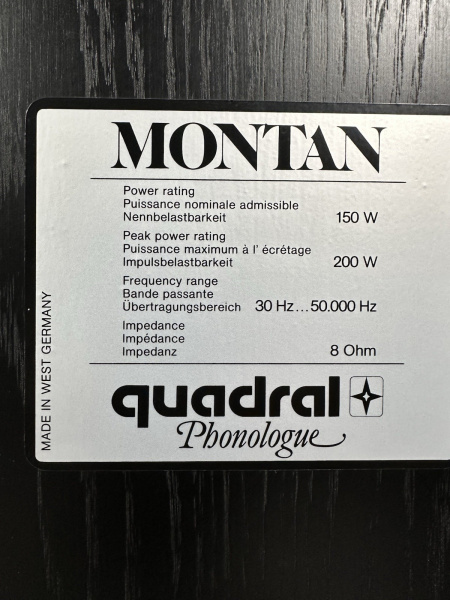 MONTAN
Power rating
Puissance nominale admissible
Nennbelastbarkeit 150 W
Peak power rating
Puissance maximum à l' écrétage
Impulsbelastbarkeit 200 W
Frequency range
Bande passante
Übertragungsbereich 30 Hz...50.000 Hz
Impedance
Impédance
Impedanz 8 Ohm
quadral
Phonologue
MADE IN WEST GERMANY